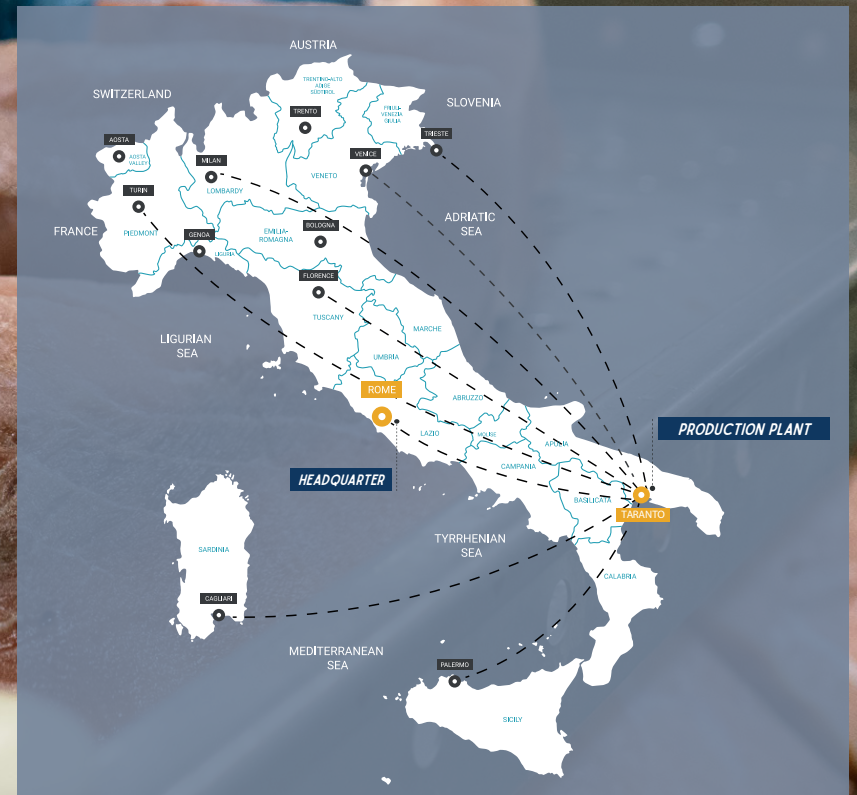 AUSTRIA
SWITZERLAND
TRENTINO-ALTO
ADIGE
SÜDTIROL
SLOVENIA
FRIULI-
VENEZIA
GIULIA
TRENTO
TRIESTE
AOSTA
AOSTA
VALLEY
MILAN
VENICE
VENETO
TURIN
LOMBARDY
ADRIATIC
SEA
FRANCE
PIEDMONT
GENOA
EMILIA-
ROMAGNA
BOLOGNA
LIGURIA
FLORENCE
TUSCANY
MARCHE
LIGURIAN
SEA
UMBRIA
ROME
ABRUZZO
LAZIO
MOLISE
APULIA
PRODUCTION PLANT
CAMPANIA
HEADQUARTER
BASILICATA
TARANTO
TYRRHENIAN
SEA
SARDINIA
CALABRIA
CAGLIARI
MEDITERRANEAN
SEA
PALERMO
SICILY